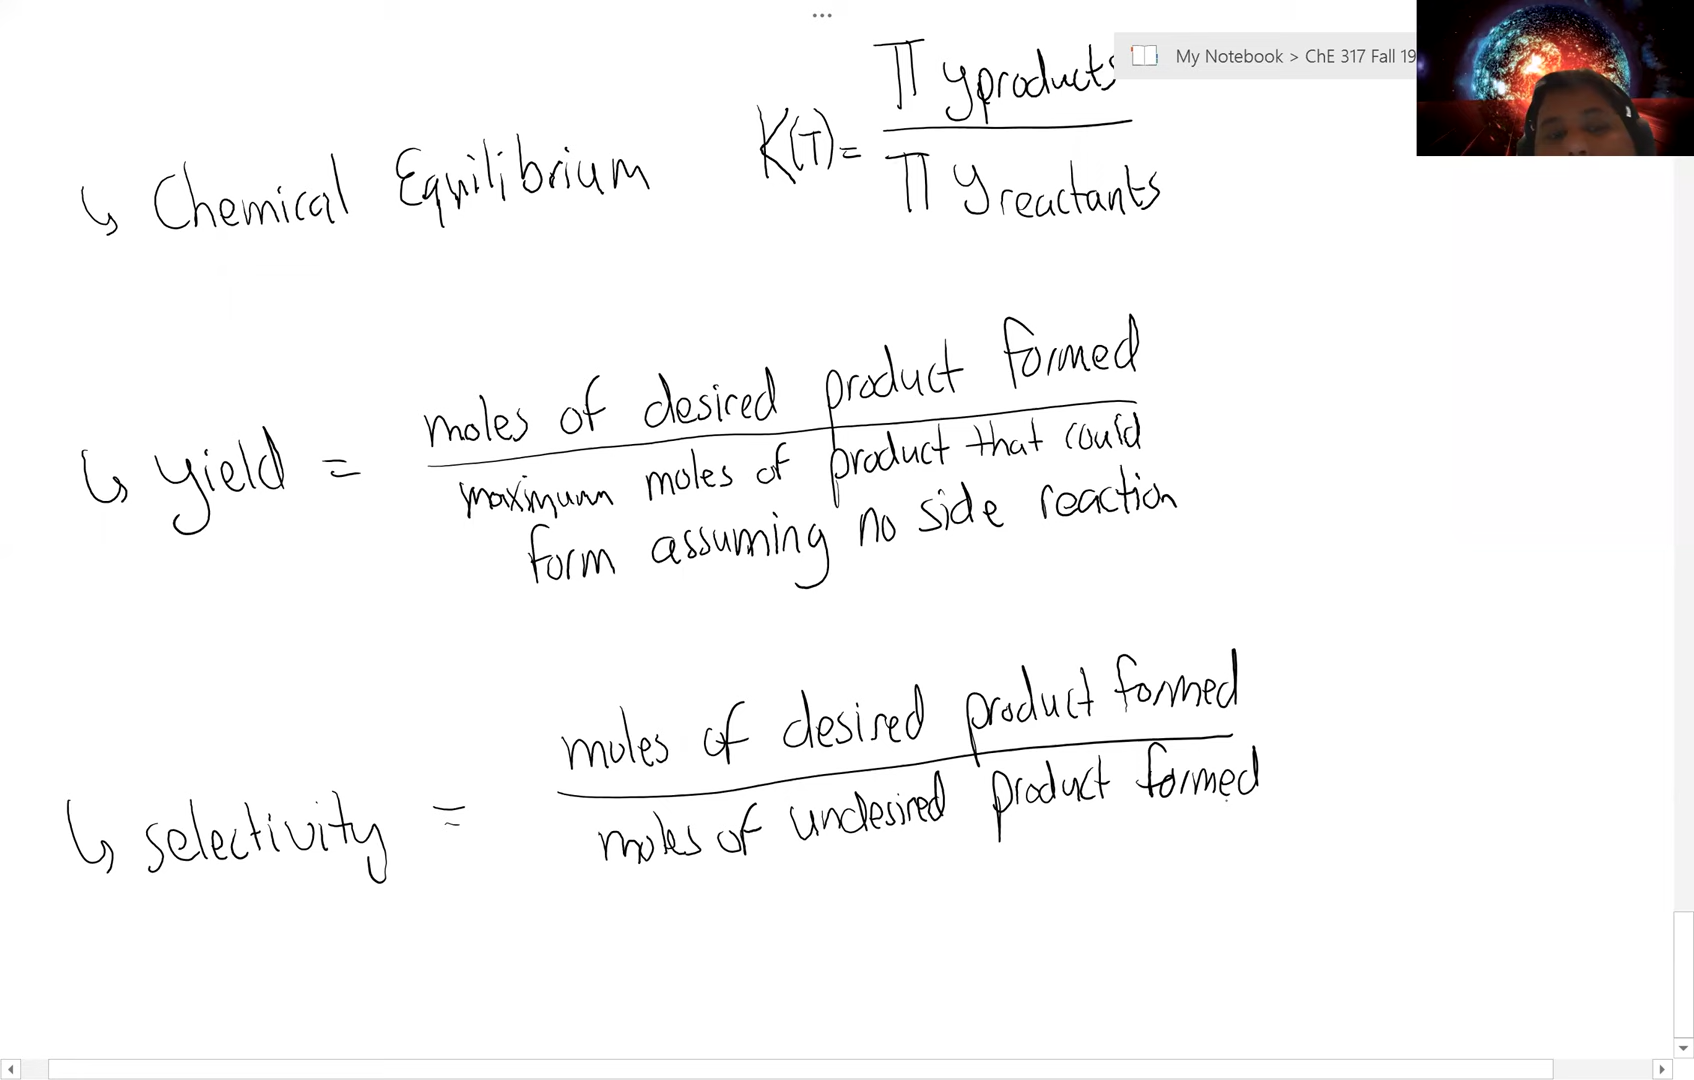 ...
My Notebook > ChE 317 Fall 19
↳ Chemical Equilibrium K(T) = Π yproducts
Π yreactants
↳ yield = moles of desired product formed
maximum moles of product that could
form assuming no side reaction
↳ selectivity = moles of desired product formed
moles of undesired product formed